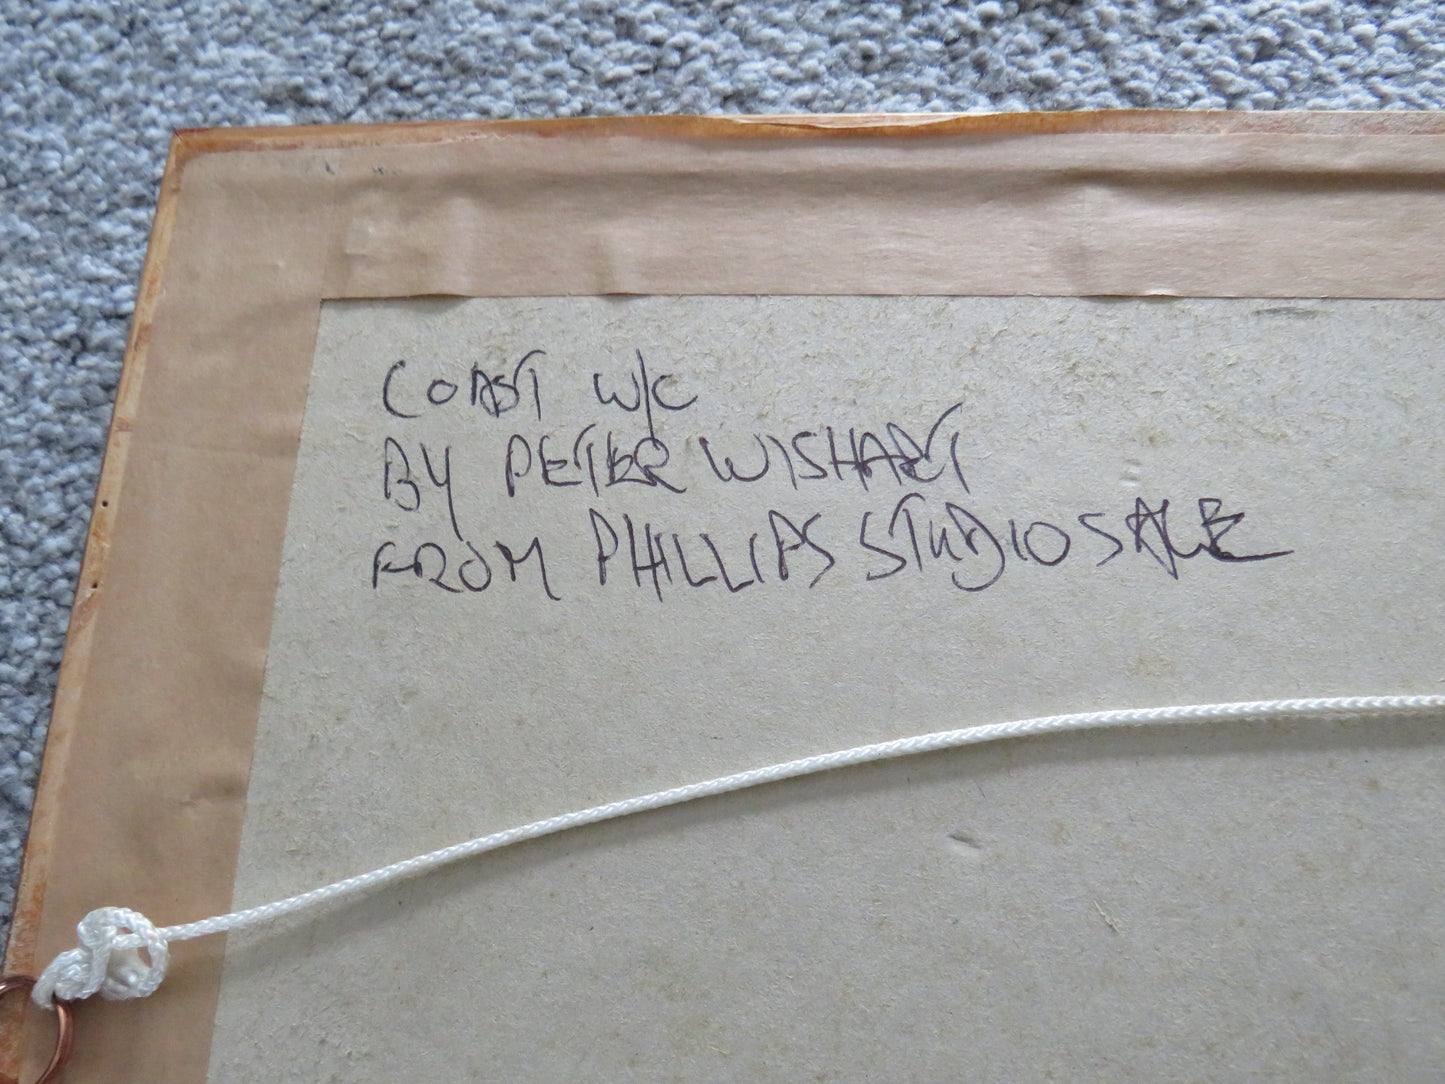 COAST W/C
BY PETER WISHART
FROM PHILLIPS STUDIO SALE